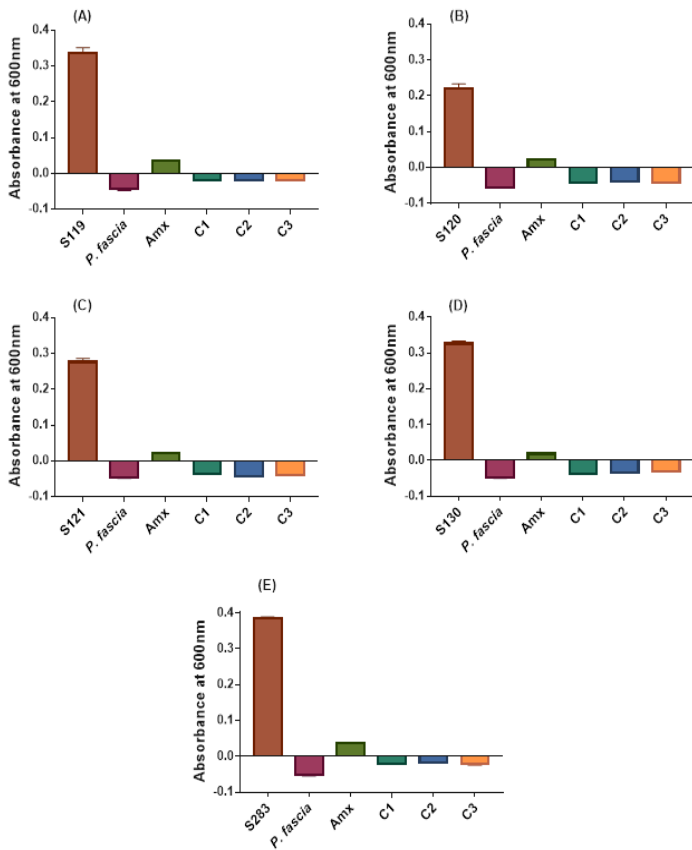 (A)
Absorbance at 600nm
0.4
0.3
0.2
0.1
0.0
-0.1
S119
P. fascia
Amx
C1
C2
C3
(B)
Absorbance at 600nm
0.4
0.3
0.2
0.1
0.0
-0.1
S120
P. fascia
Amx
C1
C2
C3
(C)
Absorbance at 600nm
0.4
0.3
0.2
0.1
0.0
-0.1
S121
P. fascia
Amx
C1
C2
C3
(D)
Absorbance at 600nm
0.4
0.3
0.2
0.1
0.0
-0.1
S130
P. fascia
Amx
C1
C2
C3
(E)
Absorbance at 600nm
0.4
0.3
0.2
0.1
0.0
-0.1
S283
P. fascia
Amx
C1
C2
C3